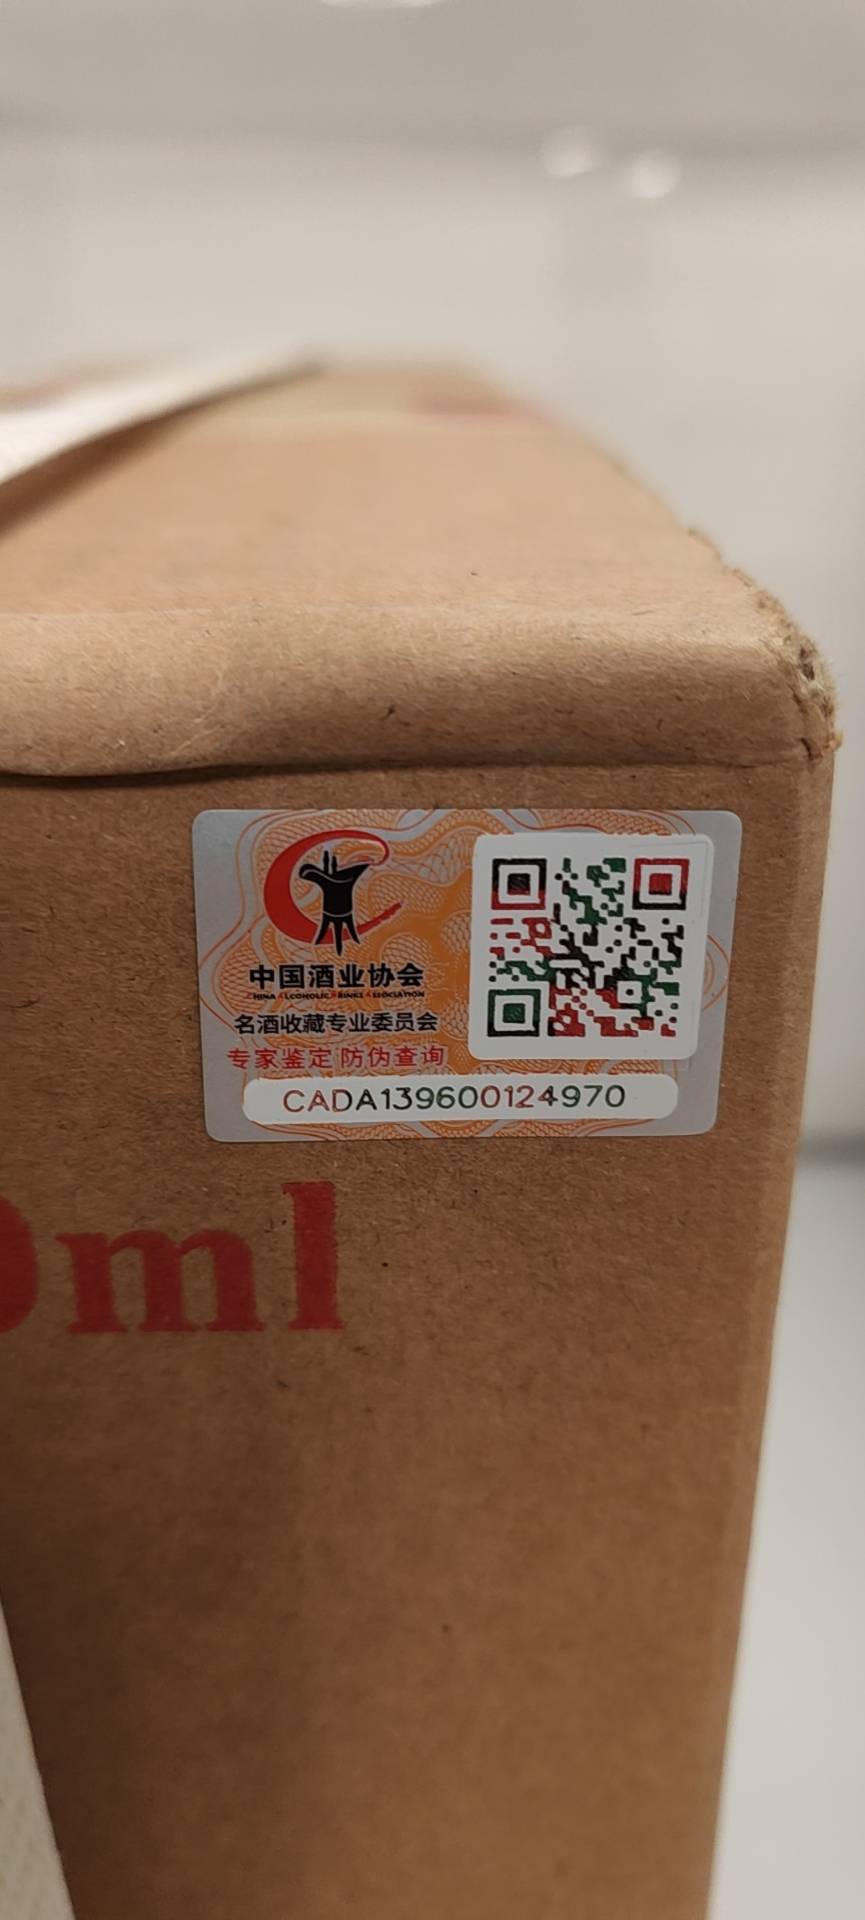 中国酒业协会
CHINA ALCOHOLIC DRINKS ASSOCIATION
名酒收藏专业委员会
专家鉴定 防伪查询
CADA139600124970
ml